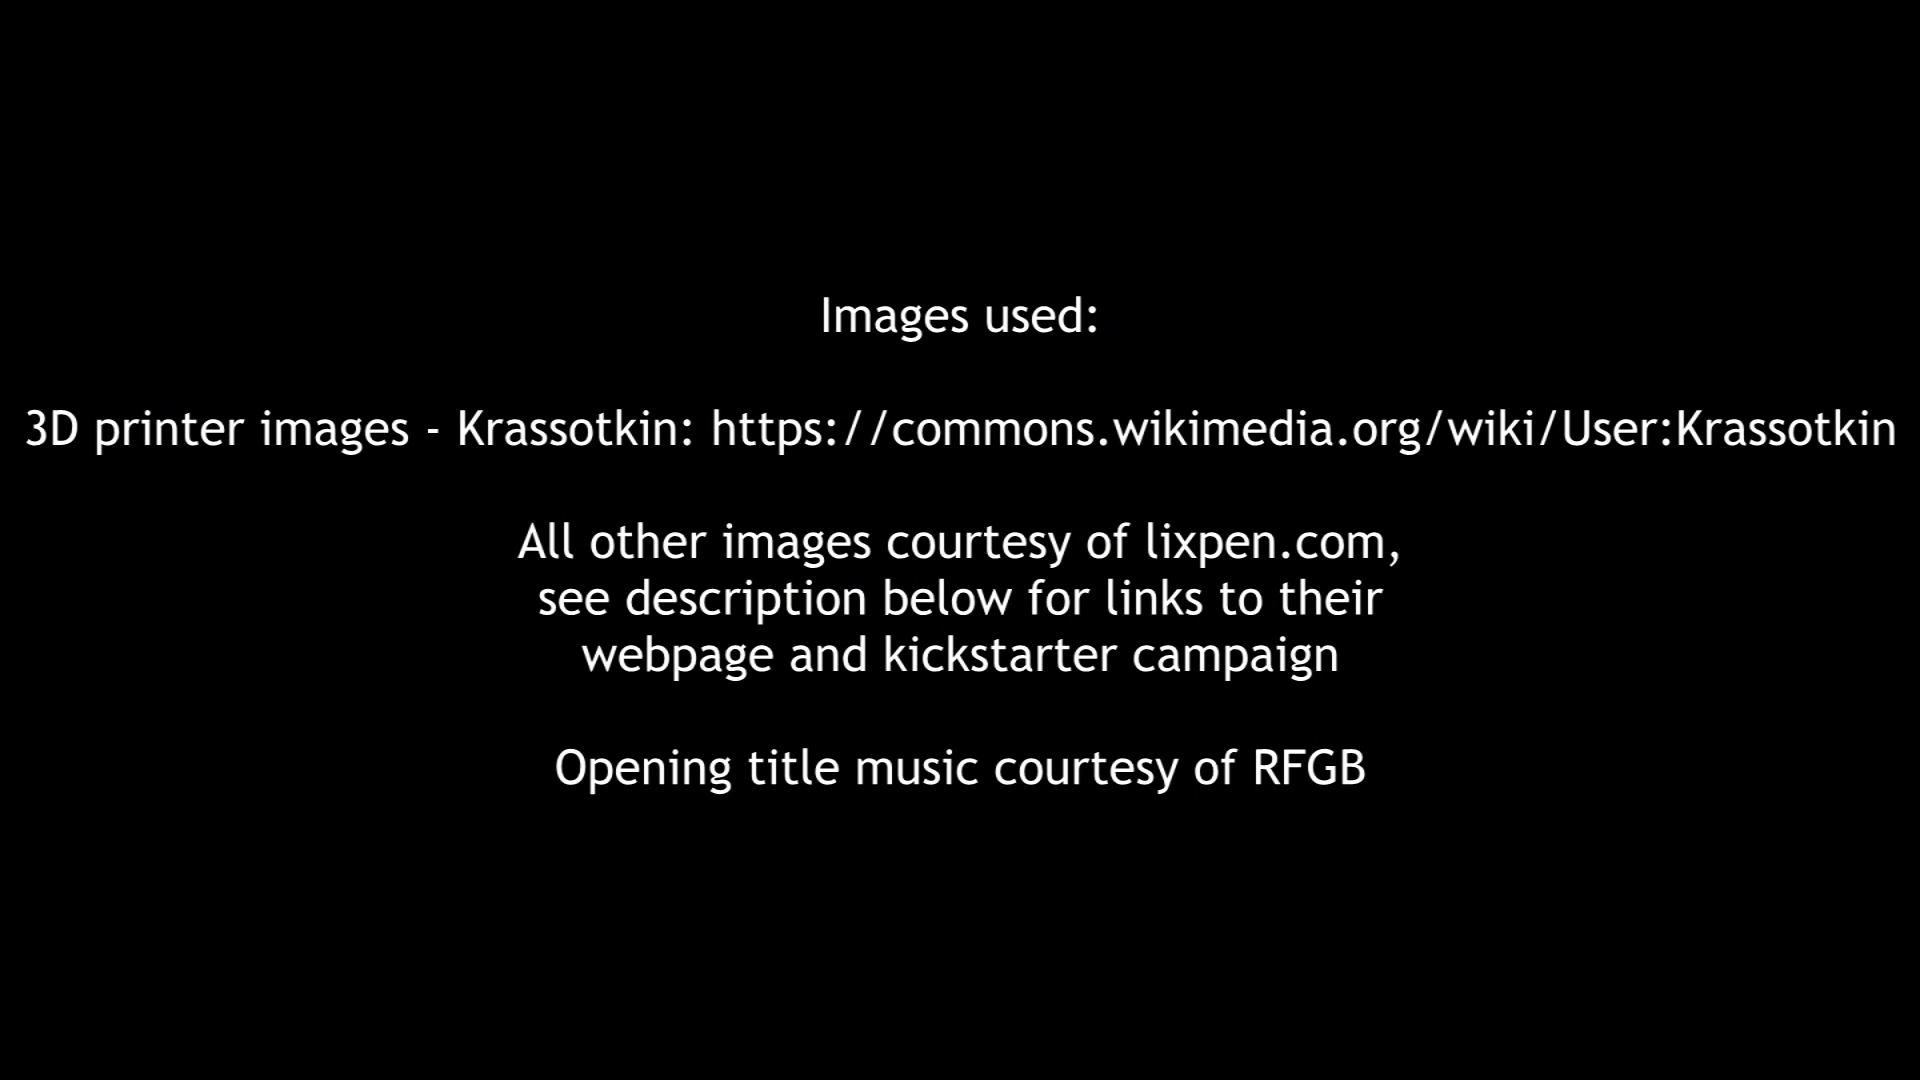 Images used:
3D printer images - Krassotkin: https://commons.wikimedia.org/wiki/User:Krassotkin
All other images courtesy of lixpen.com,
see description below for links to their
webpage and kickstarter campaign
Opening title music courtesy of RFGB